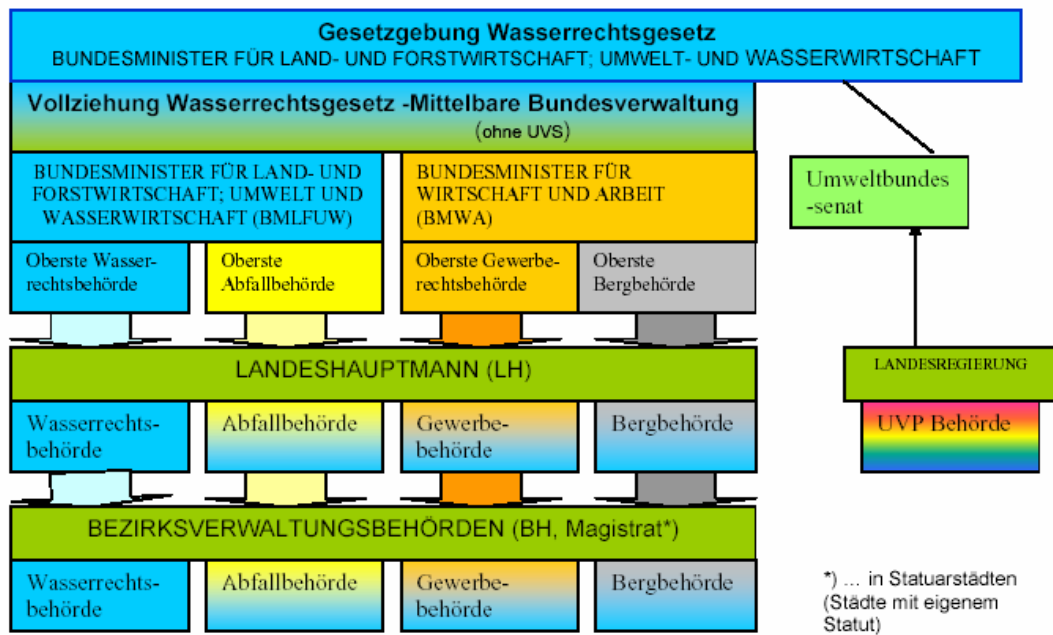 Gesetzgebung Wasserrechtsgesetz
BUNDESMINISTER FÜR LAND- UND FORSTWIRTSCHAFT; UMWELT- UND WASSERWIRTSCHAFT
Vollziehung Wasserrechtsgesetz -Mittelbare Bundesverwaltung
(ohne UVS)
BUNDESMINISTER FÜR LAND- UND
FORSTWIRTSCHAFT; UMWELT UND
WASSERWIRTSCHAFT (BMLFUW)
BUNDESMINISTER FÜR
WIRTSCHAFT UND ARBEIT
(BMWA)
Umweltbundes
-senat
Oberste Wasser-
rechtsbehörde
Oberste
Abfallbehörde
Oberste Gewerbe-
rechtsbehörde
Oberste
Bergbehörde
LANDESHAUPTMANN (LH)
LANDESREGIERUNG
Wasserrechts-
behörde
Abfallbehörde
Gewerbe-
behörde
Bergbehörde
UVP Behörde
BEZIRKSVERWALTUNGSBEHÖRDEN (BH, Magistrat*)
Wasserrechts-
behörde
Abfallbehörde
Gewerbe-
behörde
Bergbehörde
*) ... in Statuarstädten
(Städte mit eigenem
Statut)